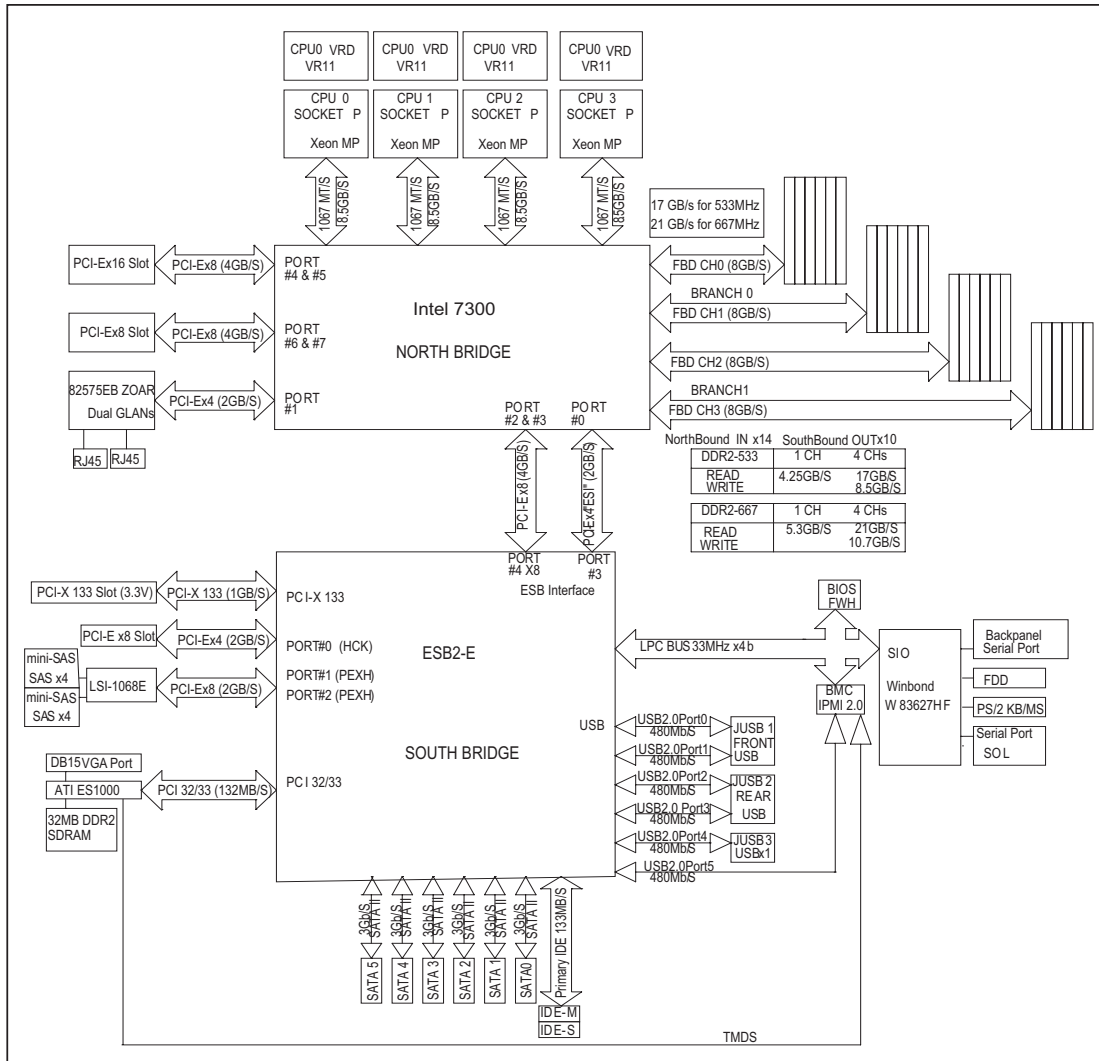 CPU0 VRD
VR11
CPU0 VRD
VR11
CPU0 VRD
VR11
CPU0 VRD
VR11
CPU 0
SOCKET P
Xeon MP
CPU 1
SOCKET P
Xeon MP
CPU 2
SOCKET P
Xeon MP
CPU 3
SOCKET P
Xeon MP
1067 MT/S
8.5GB/S
1067 MT/S
8.5GB/S
1067 MT/S
8.5GB/S
1067 MT/S
85GB/S
17 GB/s for 533MHz
21 GB/s for 667MHz
PCI-Ex16 Slot
PCI-Ex8 (4GB/S)
PORT
#4 & #5
PCI-Ex8 Slot
PCI-Ex8 (4GB/S)
PORT
#6 & #7
82575EB ZOAR
Dual GLANs
PCI-Ex4 (2GB/S)
PORT
#1
RJ45
RJ45
Intel 7300
NORTH BRIDGE
PORT
#2 & #3
PORT
#0
FBD CH0 (8GB/S)
BRANCH 0
FBD CH1 (8GB/S)
FBD CH2 (8GB/S)
BRANCH1
FBD CH3 (8GB/S)
NorthBound IN x14 SouthBound OUTx10
DDR2-533 1 CH 4 CHs
READ 4.25GB/S 17GB/S
WRITE 8.5GB/S
DDR2-667 1 CH 4 CHs
READ 5.3GB/S 21GB/S
WRITE 10.7GB/S
PCI-Ex8 (4GB/S)
PCI-Ex4"ESI" (2GB/S)
PORT
#4 X8
PORT
#3
ESB Interface
PCI-X 133 Slot (3.3V)
PCI-X 133 (1GB/S)
PCI-X 133
PCI-E x8 Slot
PCI-Ex4 (2GB/S)
PORT#0 (HCK)
mini-SAS
SAS x4
mini-SAS
SAS x4
LSI-1068E
PCI-Ex8 (2GB/S)
PORT#1 (PEXH)
PORT#2 (PEXH)
ESB2-E
SOUTH BRIDGE
USB
DB15VGA Port
ATI ES1000
32MB DDR2
SDRAM
PCI 32/33 (132MB/S)
PCI 32/33
LPC BUS33MHz x4b
BIOS
FWH
BMC
IPMI 2.0
SIO
Winbond
W 83627HF
Backpanel
Serial Port
FDD
PS/2 KB/MS
Serial Port
SOL
USB2.0Port0
480Mb/S
USB2.0Port1
480Mb/S
USB2.0Port2
480Mb/S
USB2.0 Port3
480Mb/S
USB2.0Port4
480Mb/S
USB2.0Port5
480Mb/S
JUSB 1
FRONT
USB
JUSB 2
REAR
USB
JUSB3
USBx1
3Gb/S
SATA II
3Gb/S
SATA II
3Gb/S
SATA II
3Gb/S
SATA II
3Gb/S
SATA II
3Gb/S
SATA II
Primary IDE 133MB/S
SATA 5
SATA 4
SATA 3
SATA 2
SATA 1
SATA0
IDE-M
IDE-S
TMDS